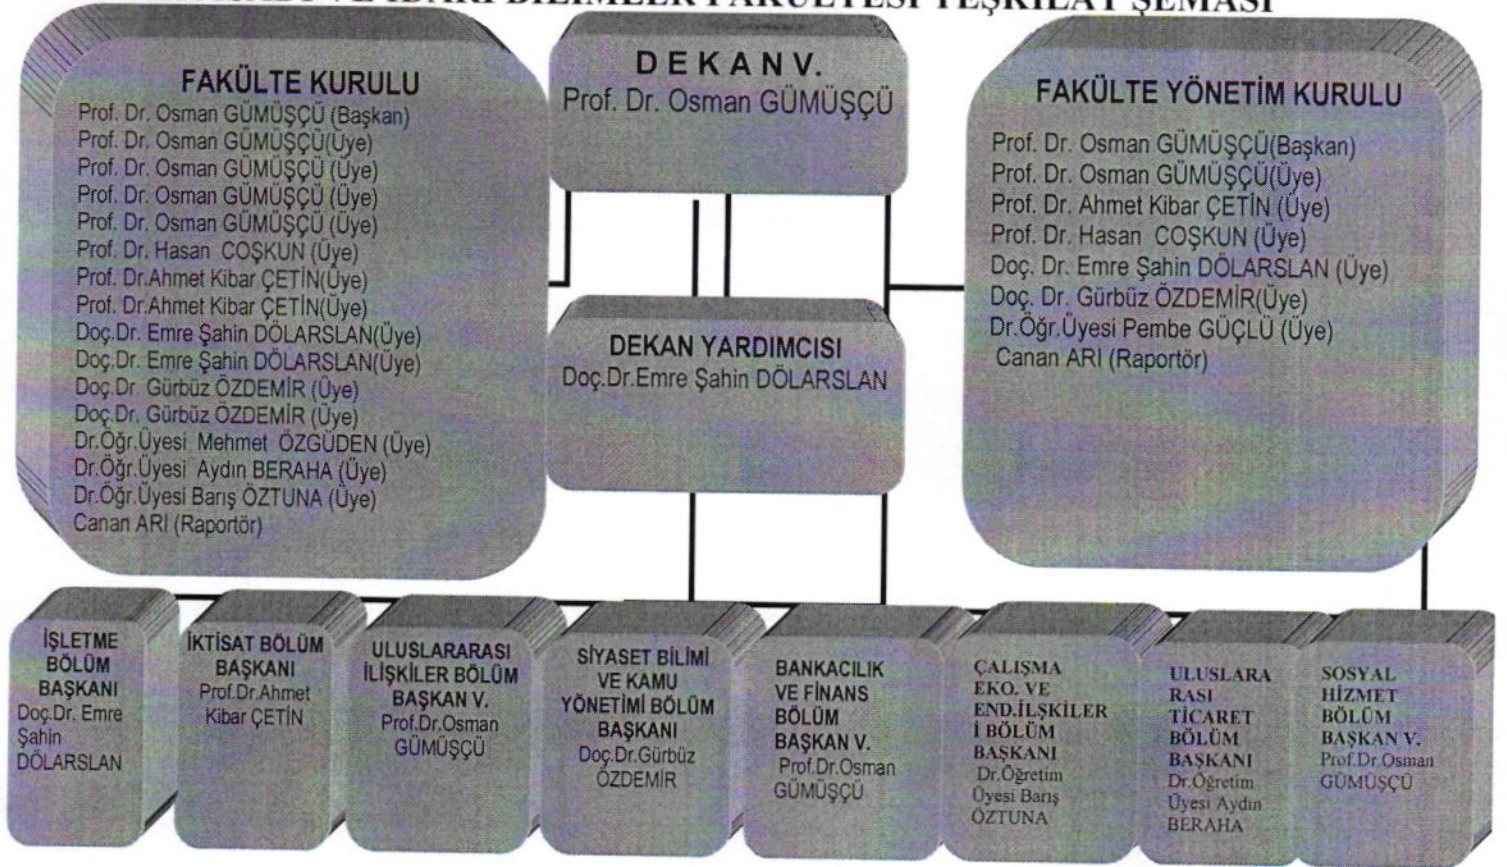 VE İDARİ BİLİMLER FAKÜLTESİ TEŞKİLAT ŞEMASI
FAKÜLTE KURULU
Prof. Dr. Osman GÜMÜŞÇÜ (Başkan)
Prof. Dr. Osman GÜMÜŞÇÜ(Üye)
Prof. Dr. Osman GÜMÜŞÇÜ (Üye)
Prof. Dr. Osman GÜMÜŞÇÜ (Üye)
Prof. Dr. Osman GÜMÜŞÇÜ (Üye)
Prof. Dr. Hasan COŞKUN (Üye)
Prof. Dr.Ahmet Kibar ÇETİN(Üye)
Prof. Dr.Ahmet Kibar ÇETİN(Üye)
Doç.Dr. Emre Şahin DÖLARSLAN(Üye)
Doç.Dr. Emre Şahin DÖLARSLAN(Üye)
Doç.Dr. Gürbüz ÖZDEMİR (Üye)
Doç.Dr. Gürbüz ÖZDEMİR (Üye)
Dr.Öğr.Üyesi Mehmet ÖZGÜDEN (Üye)
Dr.Öğr.Üyesi Aydın BERAHA (Üye)
Dr.Öğr.Üyesi Barış ÖZTUNA (Üye)
Canan ARI (Raportör)
D E K A N V.
Prof. Dr. Osman GÜMÜŞÇÜ
FAKÜLTE YÖNETİM KURULU
Prof. Dr. Osman GÜMÜŞÇÜ(Başkan)
Prof. Dr. Osman GÜMÜŞÇÜ(Üye)
Prof. Dr. Ahmet Kibar ÇETİN (Üye)
Prof. Dr. Hasan COŞKUN (Üye)
Doç. Dr. Emre Şahin DÖLARSLAN (Üye)
Doç. Dr. Gürbüz ÖZDEMİR(Üye)
Dr.Öğr.Üyesi Pembe GÜÇLÜ (Üye)
Canan ARI (Raportör)
DEKAN YARDIMCISI
Doç.Dr.Emre Şahin DÖLARSLAN
İŞLETME
BÖLÜM
BAŞKANI
Doç.Dr. Emre
Şahin
DÖLARSLAN
İKTİSAT BÖLÜM
BAŞKANI
Prof.Dr.Ahmet
Kibar ÇETİN
ULUSLARARASI
İLİŞKİLER BÖLÜM
BAŞKAN V.
Prof.Dr.Osman
GÜMÜŞÇÜ
SİYASET BİLİMİ
VE KAMU
YÖNETİMİ BÖLÜM
BAŞKANI
Doç.Dr.Gürbüz
ÖZDEMİR
BANKACILIK
VE FİNANS
BÖLÜM
BAŞKAN V.
Prof.Dr.Osman
GÜMÜŞÇÜ
ÇALIŞMA
EKO. VE
END.İLŞKİLER
İ BÖLÜM
BAŞKANI
Dr.Öğretim
Üyesi Barış
ÖZTUNA
ULUSLARA
RASI
TİCARET
BÖLÜM
BAŞKANI
Dr.Öğretim
Üyesi Aydın
BERAHA
SOSYAL
HİZMET
BÖLÜM
BAŞKAN V.
Prof.Dr.Osman
GÜMÜŞÇÜ